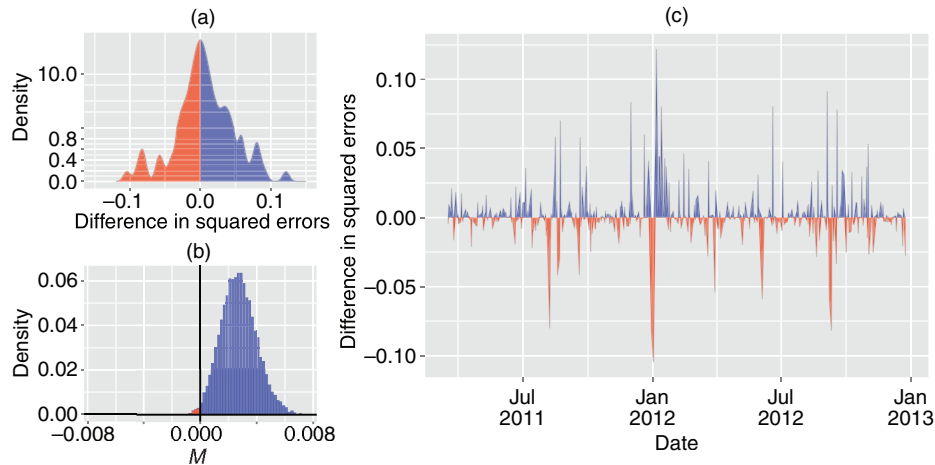 (a)
Density
10.0
0.8
0.4
0.0
−0.1
0.0
0.1
Difference in squared errors
(b)
Density
0.06
0.04
0.02
0.00
−0.008
0.000
0.008
M
(c)
Difference in squared errors
0.10
0.05
0.00
−0.05
−0.10
Jul
2011
Jan
2012
Jul
2012
Jan
2013
Date